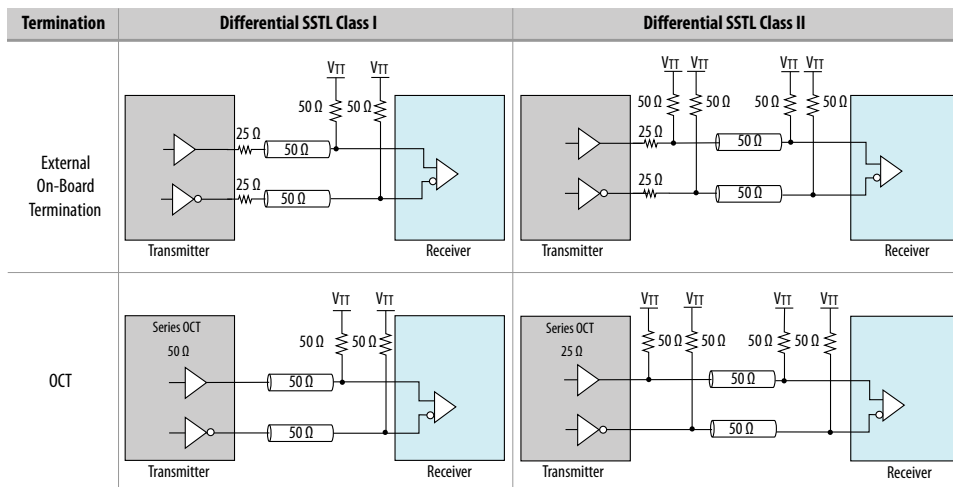 Termination Differential SSTL Class I Differential SSTL Class II
External
On-Board
Termination
VTT VTT
50 Ω 50 Ω
25 Ω
50 Ω
25 Ω
50 Ω
Transmitter Receiver
VTT VTT VTT VTT
50 Ω 50 Ω 50 Ω 50 Ω
25 Ω
50 Ω
25 Ω
50 Ω
Transmitter Receiver
OCT
VTT VTT
Series OCT
50 Ω
50 Ω 50 Ω
50 Ω
50 Ω
Transmitter Receiver
VTT VTT VTT VTT
Series OCT
25 Ω
50 Ω 50 Ω 50 Ω 50 Ω
50 Ω
50 Ω
Transmitter Receiver